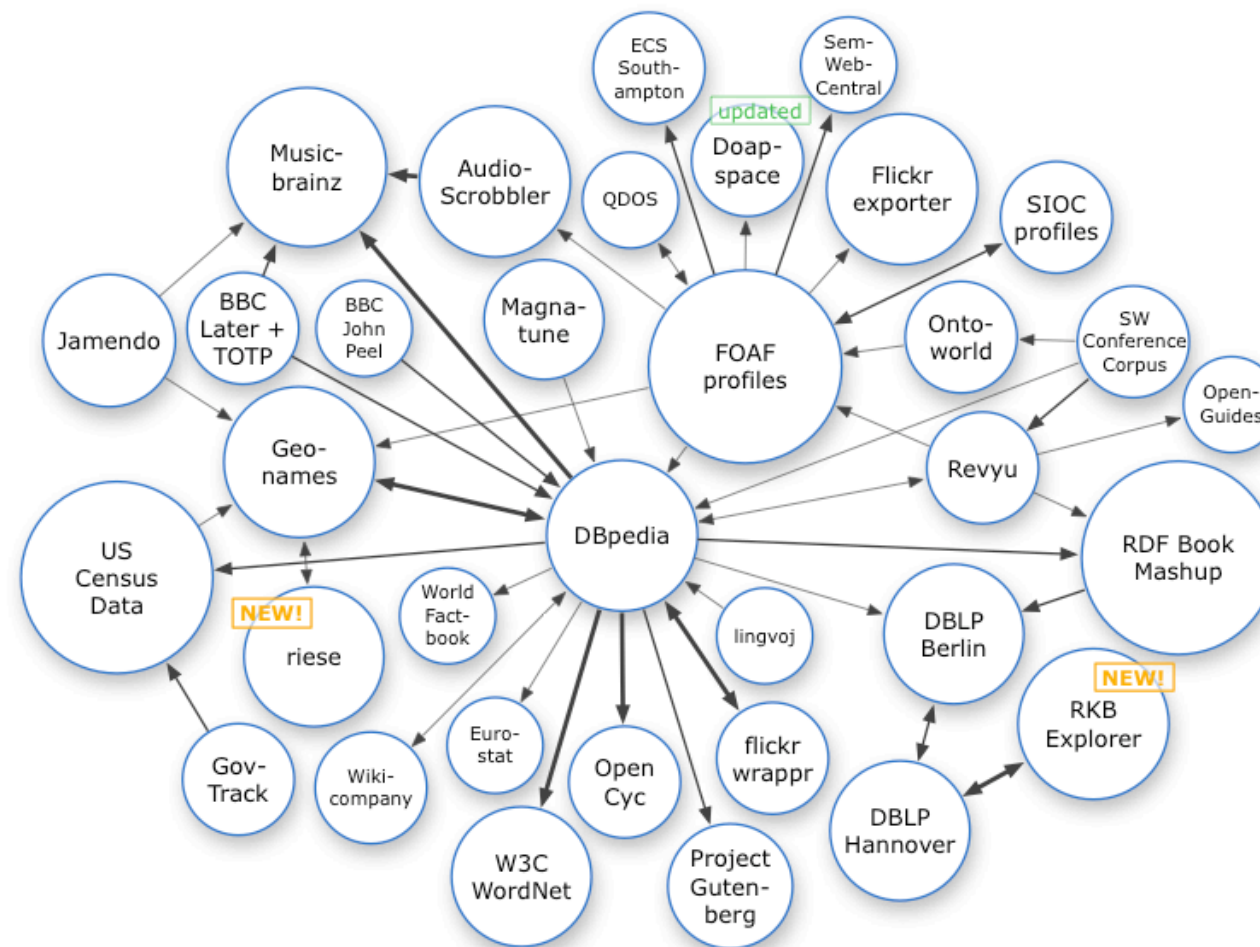 ECS
South-
ampton
Sem-
Web-
Central
updated
Doap-
space
Music-
brainz
Audio-
Scrobbler
QDOS
Flickr
exporter
SIOC
profiles
Jamendo
BBC
Later +
TOTP
BBC
John
Peel
Magna-
tune
FOAF
profiles
Onto-
world
SW
Conference
Corpus
Open-
Guides
Geo-
names
Revyu
US
Census
Data
DBpedia
RDF Book
Mashup
NEW!
riese
World
Fact-
book
lingvoj
DBLP
Berlin
NEW!
RKB
Explorer
Gov-
Track
Wiki-
company
Euro-
stat
Open
Cyc
flickr
wrappr
DBLP
Hannover
W3C
WordNet
Project
Guten-
berg